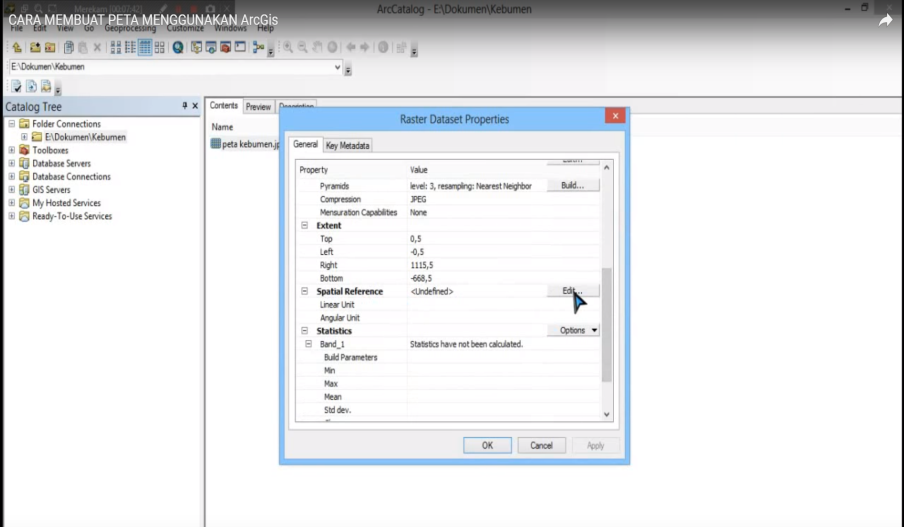 Merekam [00:07:42]
CARA MEMBUAT PETA MENGGUNAKAN ArcGis
ArcCatalog - E:\Dokumen\Kebumen
File Edit View Go Geoprocessing Customize Windows Help
E:\Dokumen\Kebumen
Catalog Tree
Folder Connections
E:\Dokumen\Kebumen
Toolboxes
Database Servers
Database Connections
GIS Servers
My Hosted Services
Ready-To-Use Services
Contents Preview Description
Name
peta kebumen.jp
Raster Dataset Properties
General Key Metadata
Property Value
Pyramids level: 3, resampling: Nearest Neighbor Build...
Compression JPEG
Mensuration Capabilities None
Extent
Top 0,5
Left -0,5
Right 1115,5
Bottom -668,5
Spatial Reference <Undefined> Edit...
Linear Unit
Angular Unit
Statistics Options
Band_1 Statistics have not been calculated.
Build Parameters
Min
Max
Mean
Std dev.
OK Cancel Apply